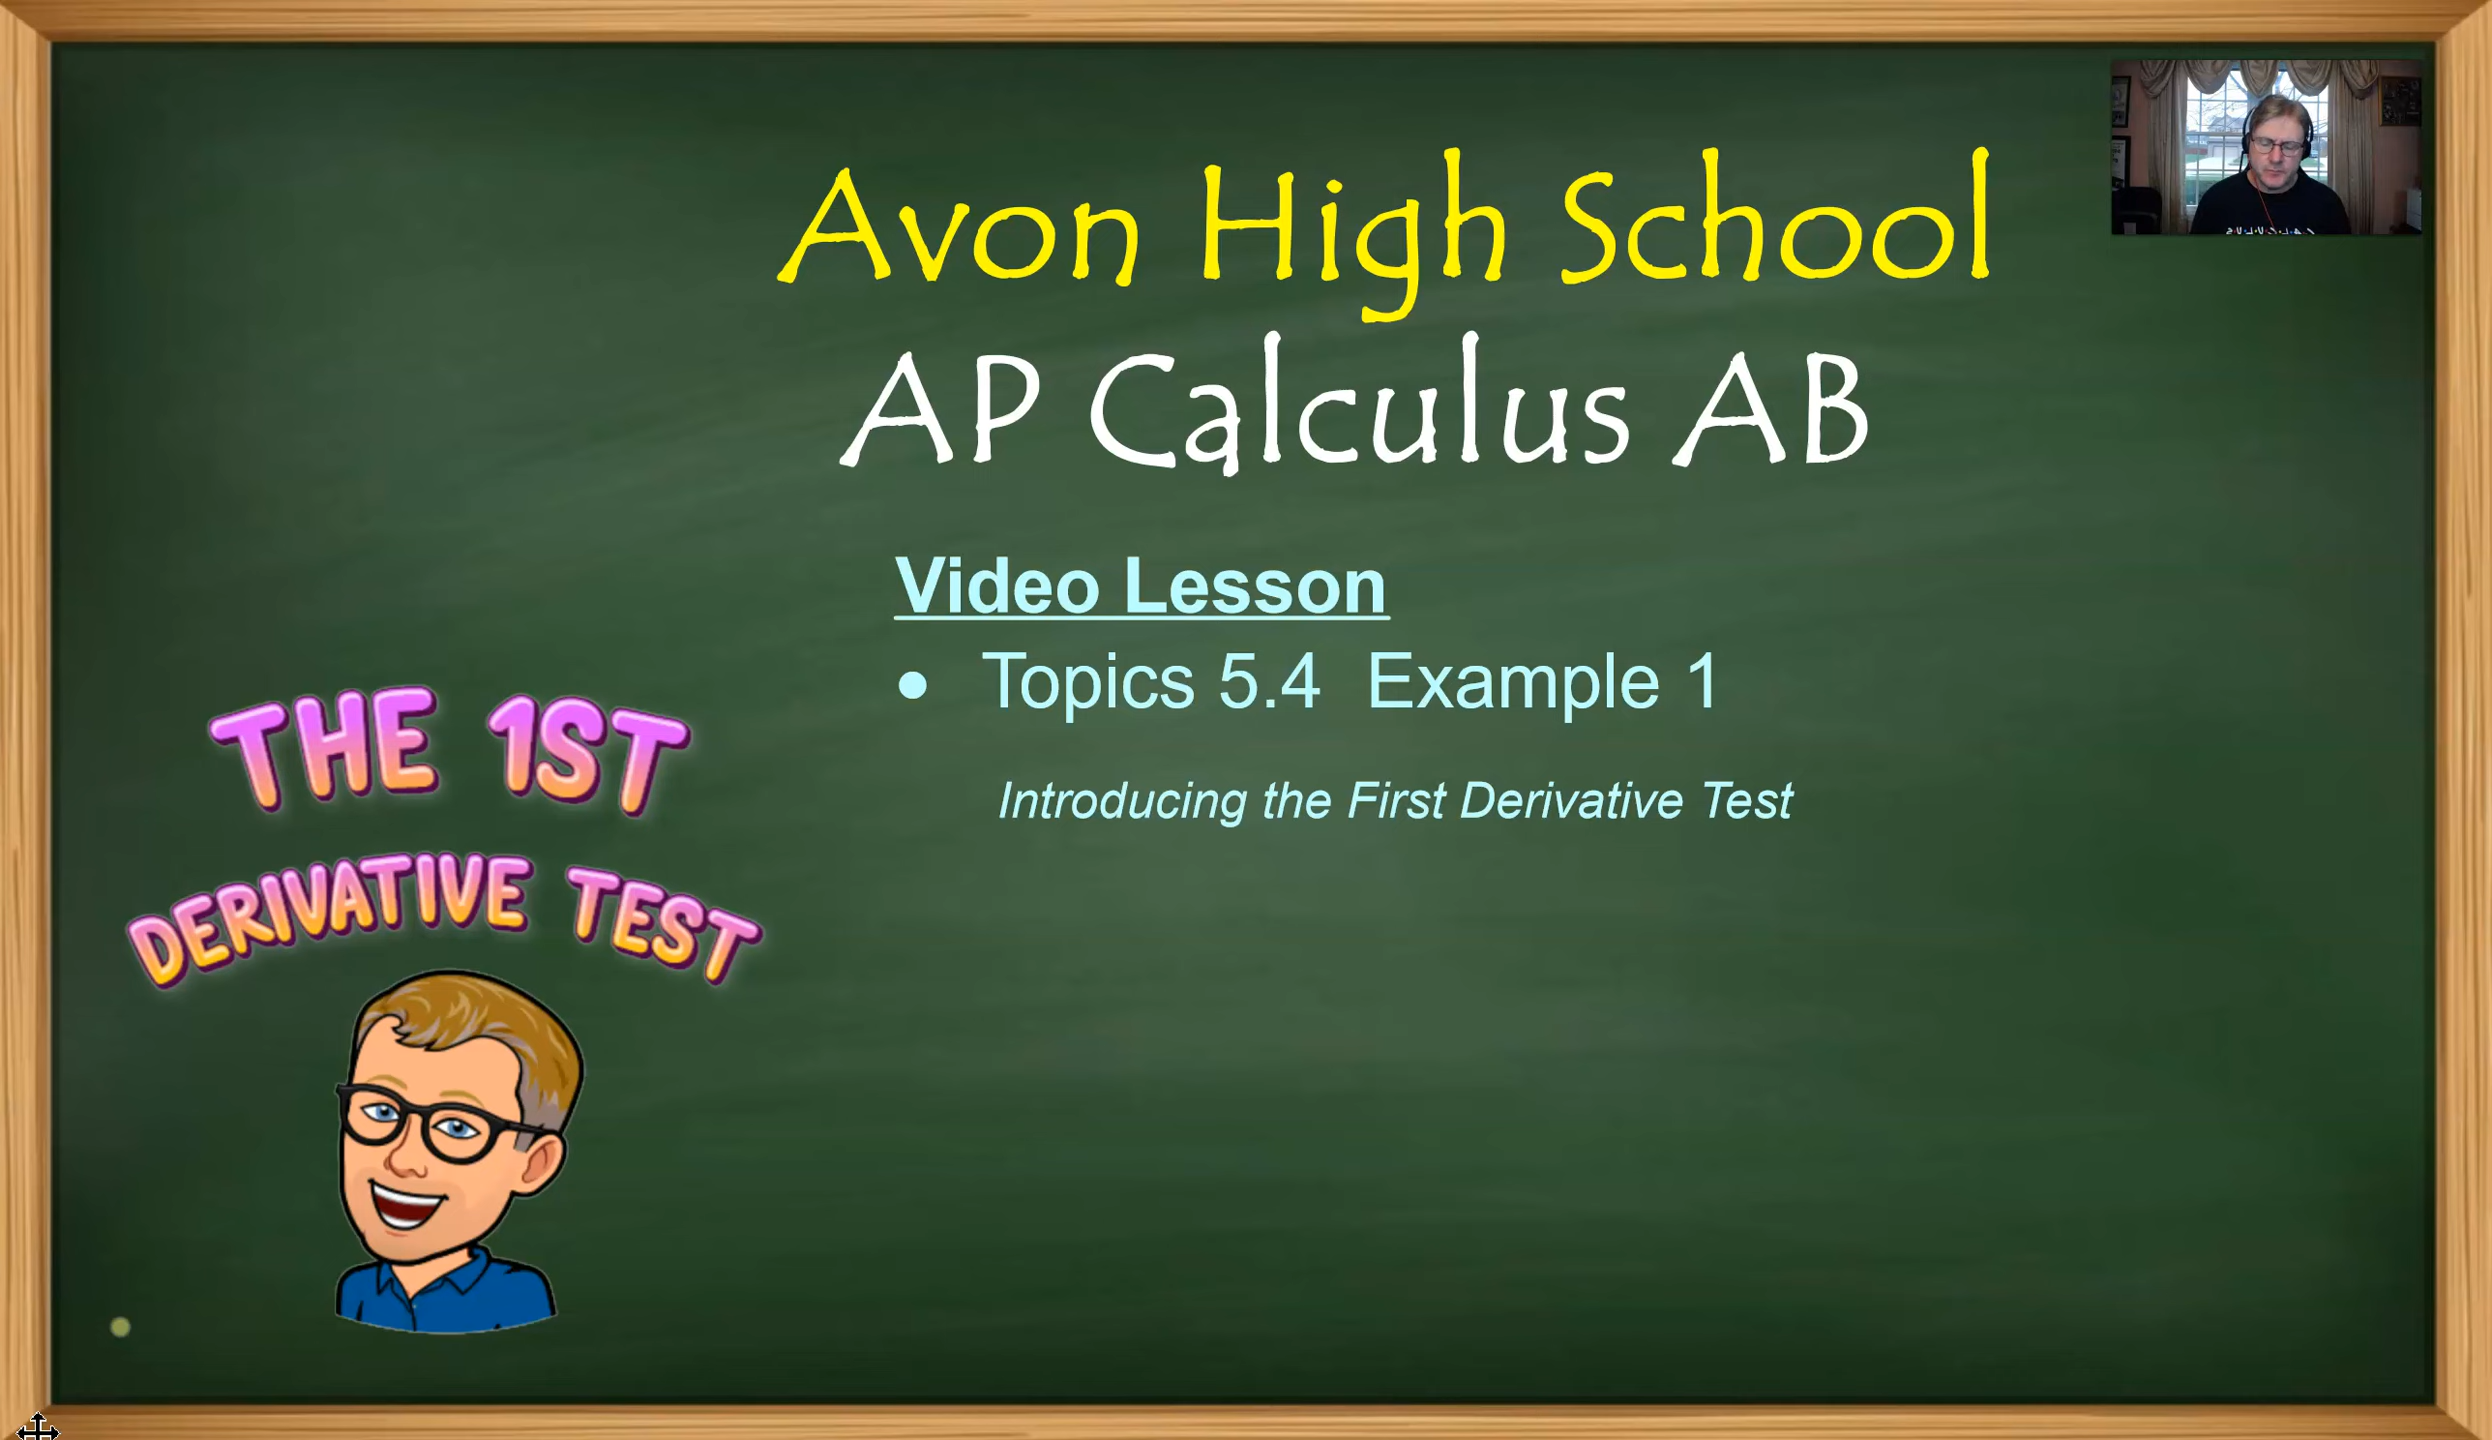 Avon High School
AP Calculus AB
Video Lesson
• Topics 5.4 Example 1
Introducing the First Derivative Test
THE 1ST
DERIVATIVE TEST